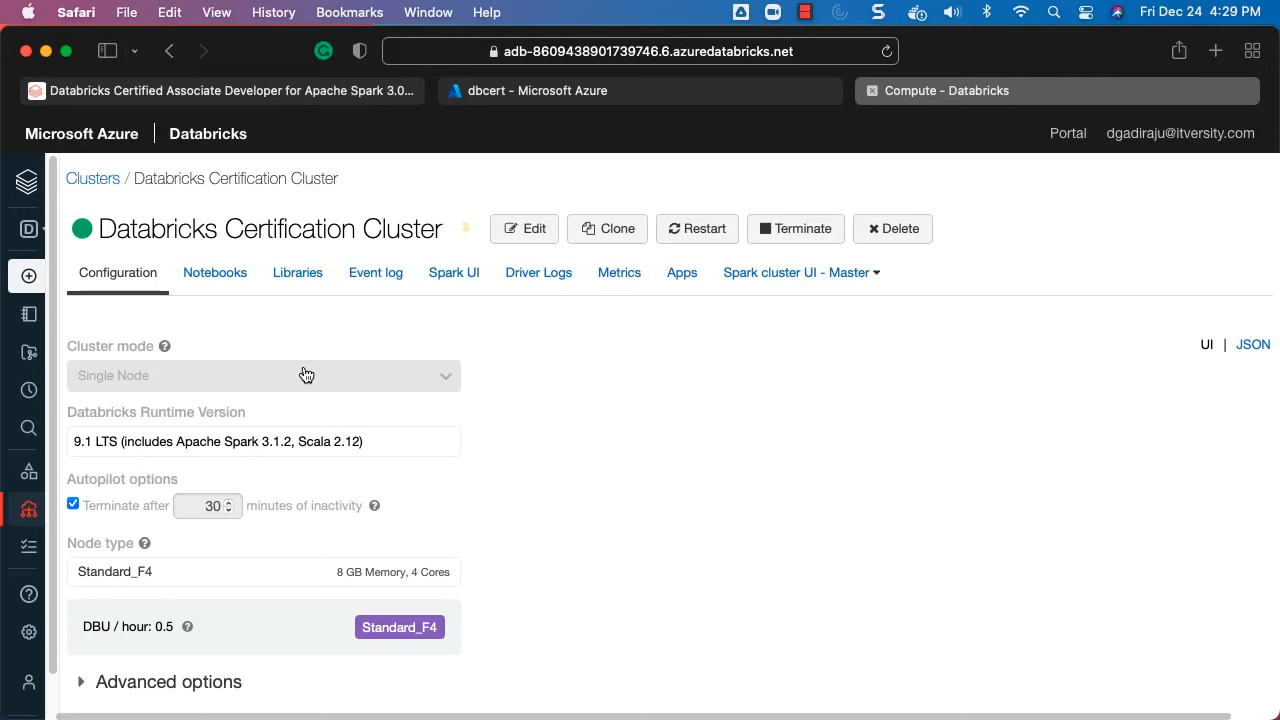 Safari File Edit View History Bookmarks Window Help Fri Dec 24 4:29 PM
adb-8609438901739746.6.azuredatabricks.net
Databricks Certified Associate Developer for Apache Spark 3.0... dbcert - Microsoft Azure Compute - Databricks
Microsoft Azure Databricks Portal dgadiraju@itversity.com
Clusters / Databricks Certification Cluster
D Databricks Certification Cluster Edit Clone Restart Terminate Delete
Configuration Notebooks Libraries Event log Spark UI Driver Logs Metrics Apps Spark cluster UI - Master
Cluster mode UI | JSON
Single Node
Databricks Runtime Version
9.1 LTS (includes Apache Spark 3.1.2, Scala 2.12)
Autopilot options
Terminate after 30 minutes of inactivity
Node type
Standard_F4 8 GB Memory, 4 Cores
DBU / hour: 0.5 Standard_F4
Advanced options